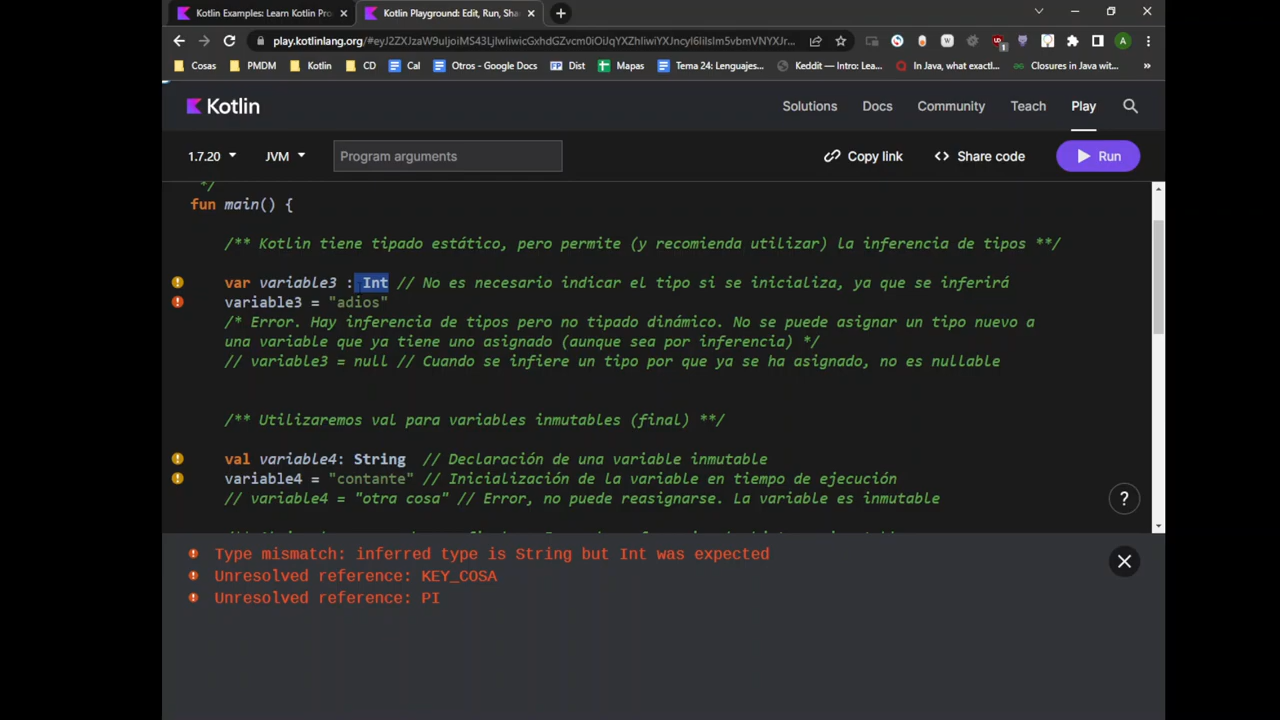 Kotlin Examples: Learn Kotlin Pro
Kotlin Playground: Edit, Run, Sha
play.kotlinlang.org/#eyJ2ZXJzaW9uIjoiMS43LjIwIiwicGxhdGZvcm0iOiJqYXZhIiwiYXJncyI6IiIsIm5vbmVNYXJr...
Cosas PMDM Kotlin CD Cal Otros - Google Docs FP Dist Mapas Tema 24: Lenguajes... Keddit — Intro: Lea... In Java, what exactl... Closures in Java wit... »
Kotlin
Solutions Docs Community Teach Play
1.7.20 JVM Program arguments Copy link <> Share code Run
*/
fun main() {
/** Kotlin tiene tipado estático, pero permite (y recomienda utilizar) la inferencia de tipos **/
var variable3 : Int // No es necesario indicar el tipo si se inicializa, ya que se inferirá
variable3 = "adios"
/* Error. Hay inferencia de tipos pero no tipado dinámico. No se puede asignar un tipo nuevo a
una variable que ya tiene uno asignado (aunque sea por inferencia) */
// variable3 = null // Cuando se infiere un tipo por que ya se ha asignado, no es nullable
/** Utilizaremos val para variables inmutables (final) **/
val variable4: String // Declaración de una variable inmutable
variable4 = "contante" // Inicialización de la variable en tiempo de ejecución
// variable4 = "otra cosa" // Error, no puede reasignarse. La variable es inmutable
?
Type mismatch: inferred type is String but Int was expected
Unresolved reference: KEY_COSA
Unresolved reference: PI